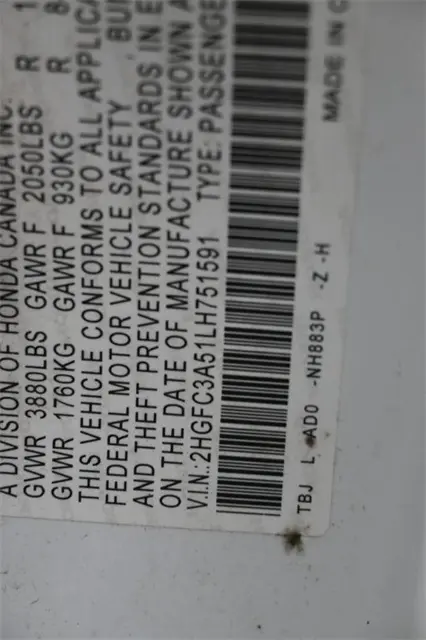 A DIVISION OF HONDA CANADA INC.
GVWR 3880LBS GAWR F 2050LBS R
GVWR 1760KG GAWR F 930KG R
THIS VEHICLE CONFORMS TO ALL
FEDERAL MOTOR VEHICLE SAFETY
AND THEFT PREVENTION STANDARDS IN
ON THE DATE OF MANUFACTURE SHOWN
V.I.N.:2HGFC3A51LH751591 TYPE:PASSENGE
TBJ L AD0 -NH883P -Z -H
MADE IN